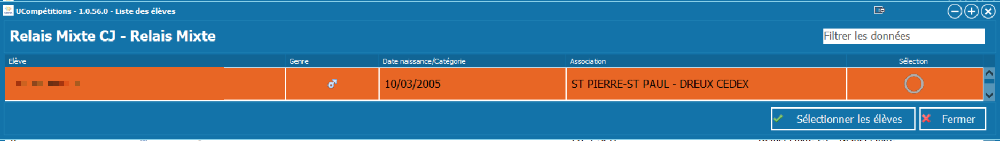 UCompétitions - 1.0.56.0 - Liste des élèves
Relais Mixte CJ - Relais Mixte
Filtrer les données
Elève Genre Date naissance/Catégorie Association Sélection
10/03/2005 ST PIERRE-ST PAUL - DREUX CEDEX
Sélectionner les élèves Fermer